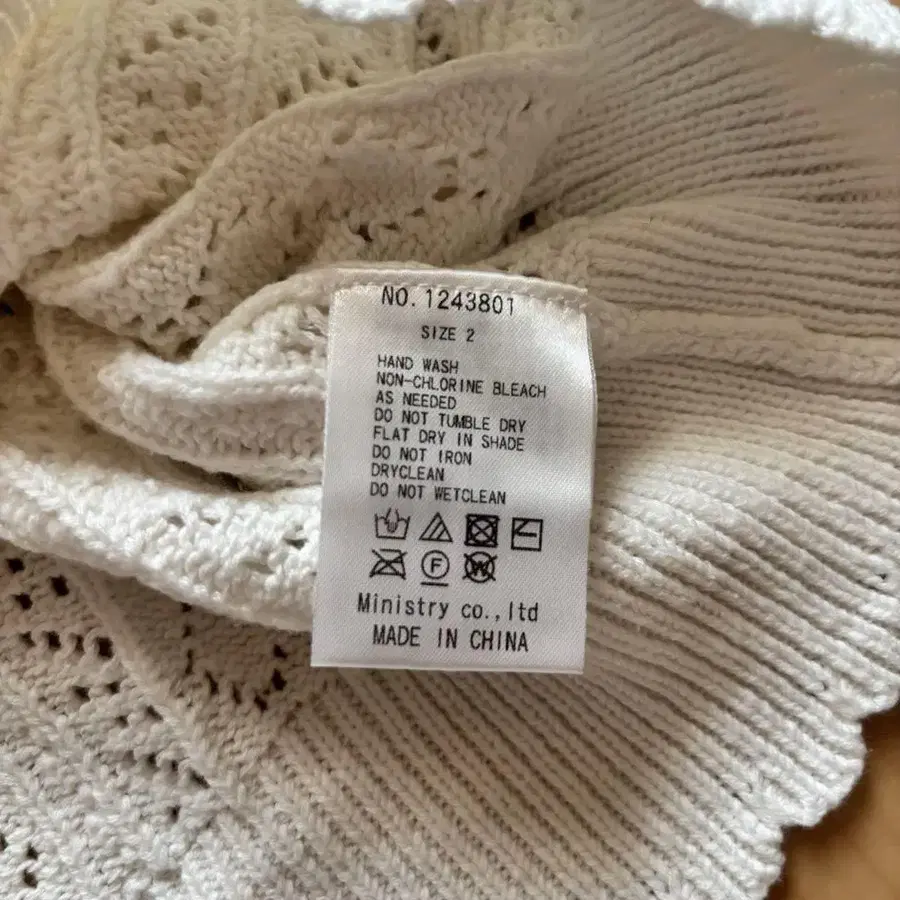 NO. 1243801
SIZE 2
HAND WASH
NON-CHLORINE BLEACH
AS NEEDED
DO NOT TUMBLE DRY
FLAT DRY IN SHADE
DO NOT IRON
DRYCLEAN
DO NOT WETCLEAN
F W
Ministry co.,ltd
MADE IN CHINA